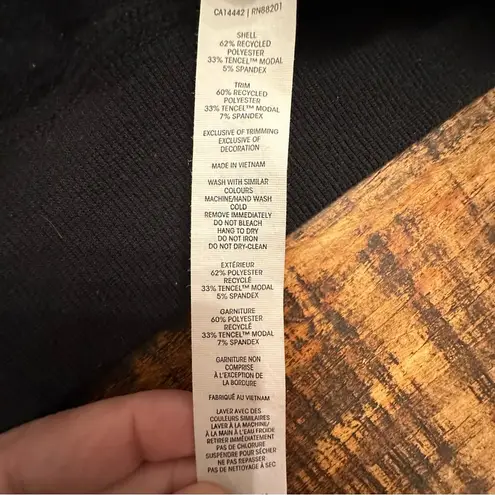 CA14442 | RN88201
SHELL
62% RECYCLED
POLYESTER
33% TENCEL™ MODAL
5% SPANDEX
TRIM
60% RECYCLED
POLYESTER
33% TENCEL™ MODAL
7% SPANDEX
EXCLUSIVE OF TRIMMING
EXCLUSIVE OF
DECORATION
MADE IN VIETNAM
WASH WITH SIMILAR
COLOURS
MACHINE/HAND WASH
COLD
REMOVE IMMEDIATELY
DO NOT BLEACH
HANG TO DRY
DO NOT IRON
DO NOT DRY-CLEAN
EXTÉRIEUR
62% POLYESTER
RECYCLÉ
33% TENCEL™ MODAL
5% SPANDEX
GARNITURE
60% POLYESTER
RECYCLÉ
33% TENCEL™ MODAL
7% SPANDEX
GARNITURE NON
COMPRISE
À L'EXCEPTION DE
LA BORDURE
FABRIQUÉ AU VIETNAM
LAVER AVEC DES
COULEURS SIMILAIRES
LAVER À LA MACHINE/
À LA MAIN À L'EAU FROIDE
RETIRER IMMÉDIATEMENT
PAS DE CHLORURE
SUSPENDRE POUR SÉCHER
NE PAS REPASSER
PAS DE NETTOYAGE À SEC